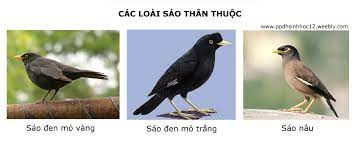 CÁC LOÀI SÁO THÂN THUỘC
www.ppdhsinhhoc12.weebly.com
Sáo đen mỏ vàng
Sáo đen mỏ trắng
Sáo nâu